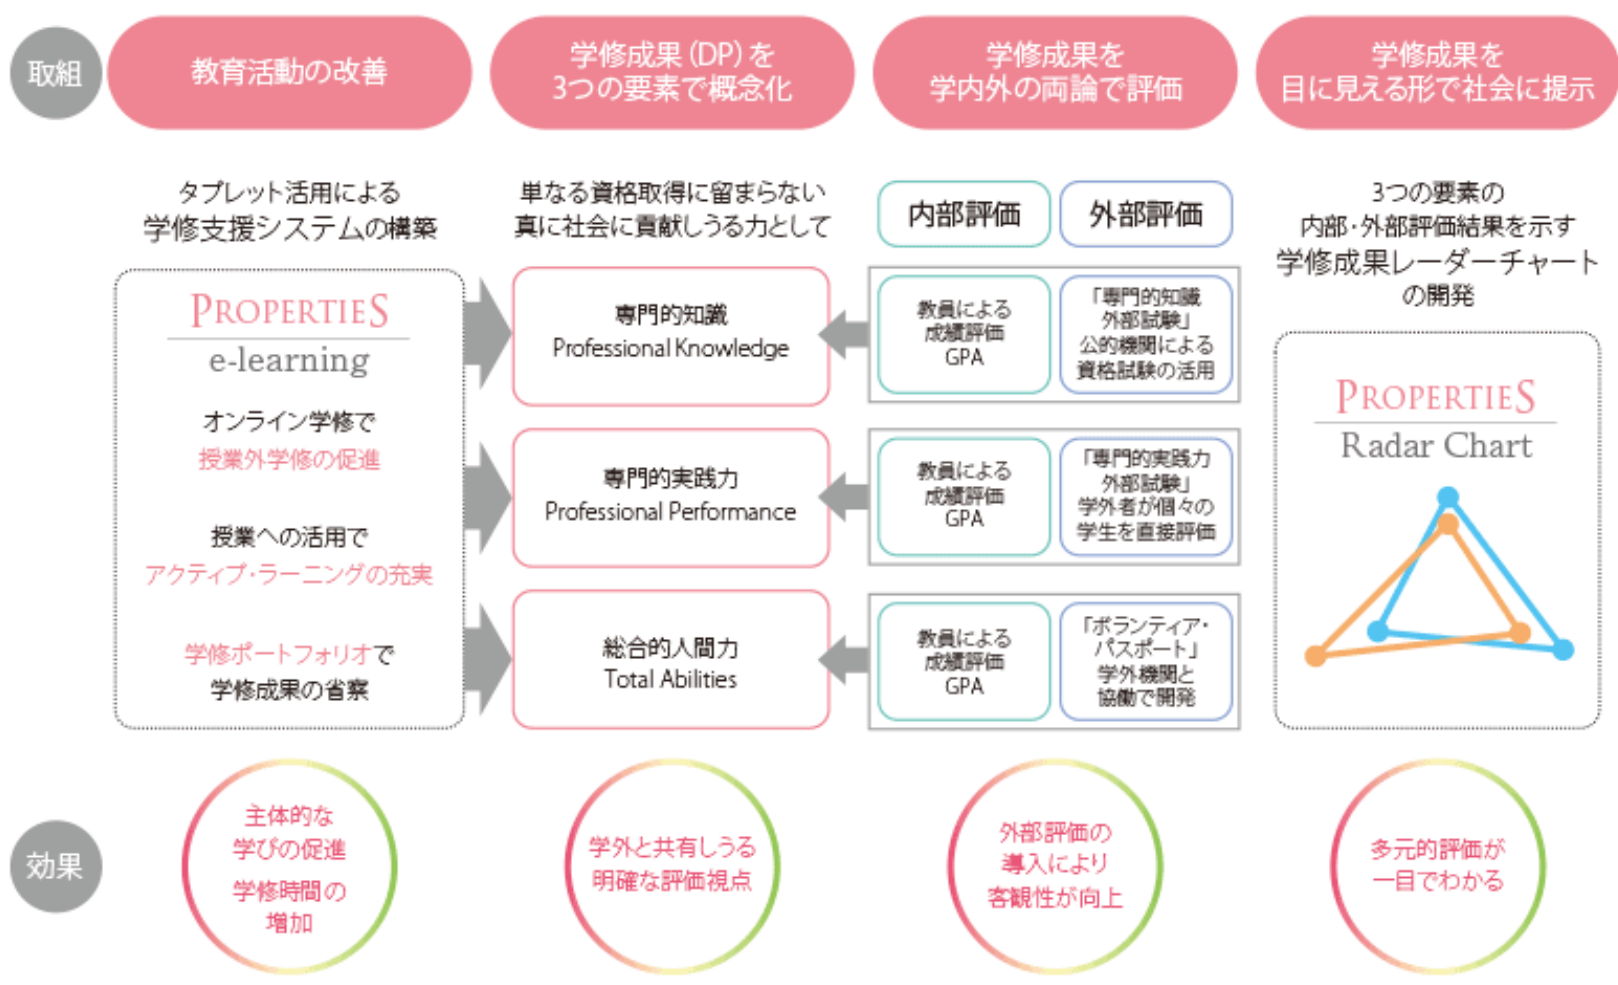 取組
教育活動の改善
学修成果（DP）を
3つの要素で概念化
学修成果を
学内外の両論で評価
学修成果を
目に見える形で社会に提示
タブレット活用による
学修支援システムの構築
PROPERTIES
e-learning
オンライン学修で
授業外学修の促進
授業への活用で
アクティブ・ラーニングの充実
学修ポートフォリオで
学修成果の省察
単なる資格取得に留まらない
真に社会に貢献しうる力として
専門的知識
Professional Knowledge
専門的実践力
Professional Performance
総合的人間力
Total Abilities
内部評価
外部評価
教員による
成績評価
GPA
「専門的知識
外部試験」
公的機関による
資格試験の活用
教員による
成績評価
GPA
「専門的実践力
外部試験」
学外者が個々の
学生を直接評価
教員による
成績評価
GPA
「ボランティア・
パスポート」
学外機関と
協働で開発
3つの要素の
内部・外部評価結果を示す
学修成果レーダーチャート
の開発
PROPERTIES
Radar Chart
効果
主体的な
学びの促進
学修時間の
増加
学外と共有しうる
明確な評価視点
外部評価の
導入により
客観性が向上
多元的評価が
一目でわかる